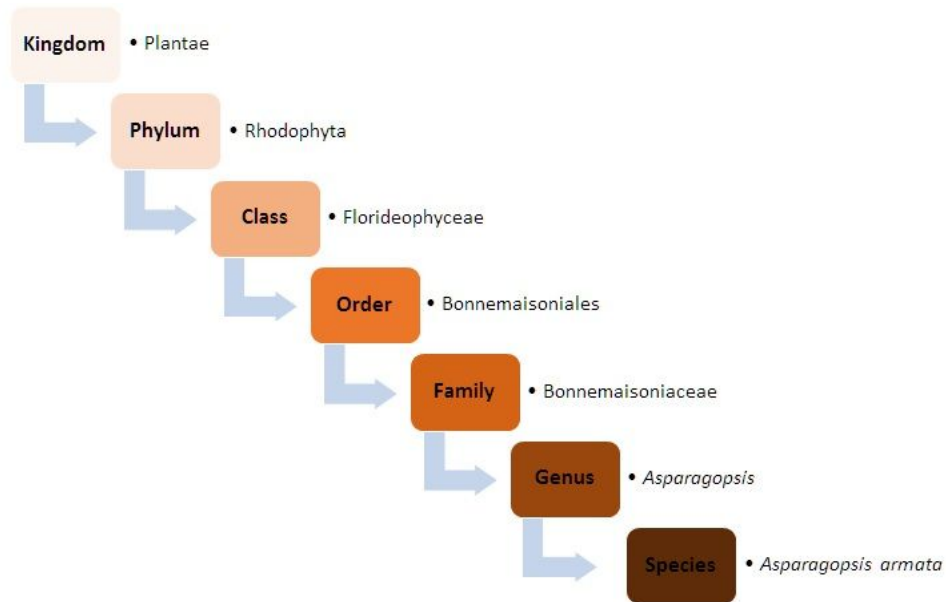 Kingdom • Plantae
Phylum • Rhodophyta
Class • Florideophyceae
Order • Bonnemaisoniales
Family • Bonnemaisoniaceae
Genus • Asparagopsis
Species • Asparagopsis armata